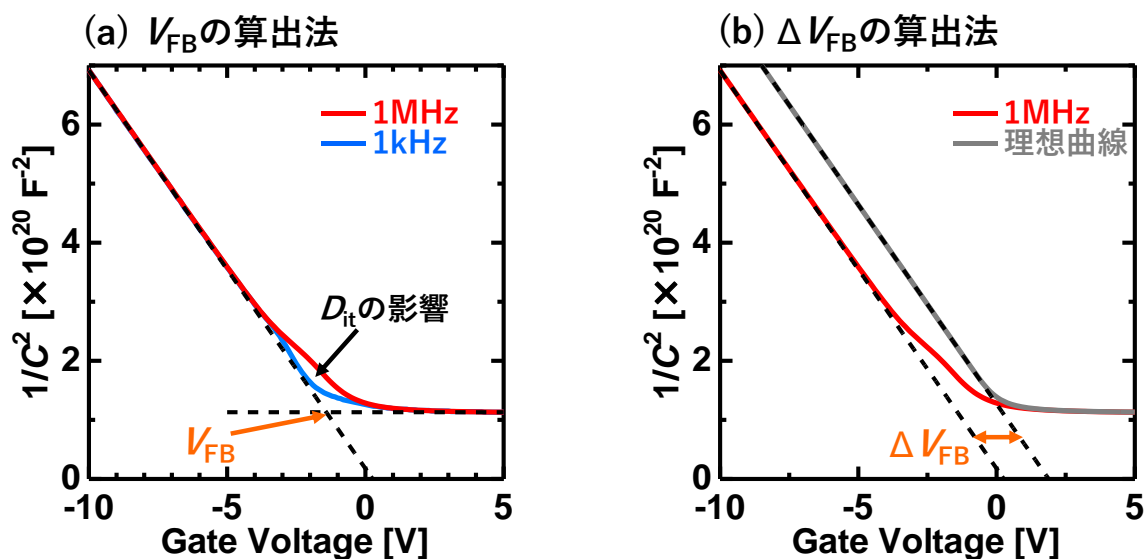 (a) VFBの算出法
1/C² [×10²⁰ F⁻²]
6
4
2
0
1MHz
1kHz
Ditの影響
VFB
-10
-5
0
5
Gate Voltage [V]
(b) Δ VFBの算出法
1/C² [×10²⁰ F⁻²]
6
4
2
0
1MHz
理想曲線
Δ VFB
-10
-5
0
5
Gate Voltage [V]